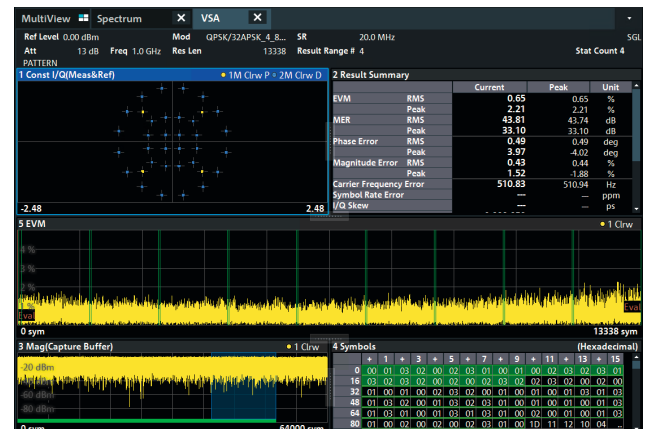 MultiView Spectrum X VSA X
Ref Level 0.00 dBm Mod QPSK/32APSK_4_8... SR 20.0 MHz SGL
Att 13 dB Freq 1.0 GHz Res Len 13338 Result Range # 4 Stat Count 4
PATTERN
1 Const I/Q(Meas&Ref) 1M Clrw P 2M Clrw D
-2.48 2.48
2 Result Summary
Current Peak Unit
EVM RMS 0.65 0.65 %
Peak 2.21 2.21 %
MER RMS 43.81 43.74 dB
Peak 33.10 33.10 dB
Phase Error RMS 0.49 0.49 deg
Peak 3.97 -4.02 deg
Magnitude Error RMS 0.43 0.44 %
Peak 1.52 -1.88 %
Carrier Frequency Error 510.83 510.94 Hz
Symbol Rate Error --- --- ppm
I/Q Skew --- --- ps
5 EVM 1 Clrw
4 %
3 %
2 %
Eval Eval
0 sym 13338 sym
3 Mag(Capture Buffer) 1 Clrw
-20 dBm
-60 dBm
-80 dBm
0 sym 64000 sym
4 Symbols (Hexadecimal)
+ 1 + 3 + 5 + 7 + 9 + 11 + 13 + 15
0 00 01 03 02 00 02 03 01 00 01 00 02 03 02 03 01
16 03 02 03 02 00 02 00 02 03 02 02 03 02 00 02 00
32 01 00 01 03 01 00 02 01 00 02 00 01 03 00 01 03
48 01 03 02 00 01 03 01 00 01 03 01 00 01 00 01 03
64 01 03 01 00 01 03 01 03 01 00 02 00 01 00 01 03
80 01 00 02 00 01 00 02 03 01 00 1D 11 12 10 04 ...